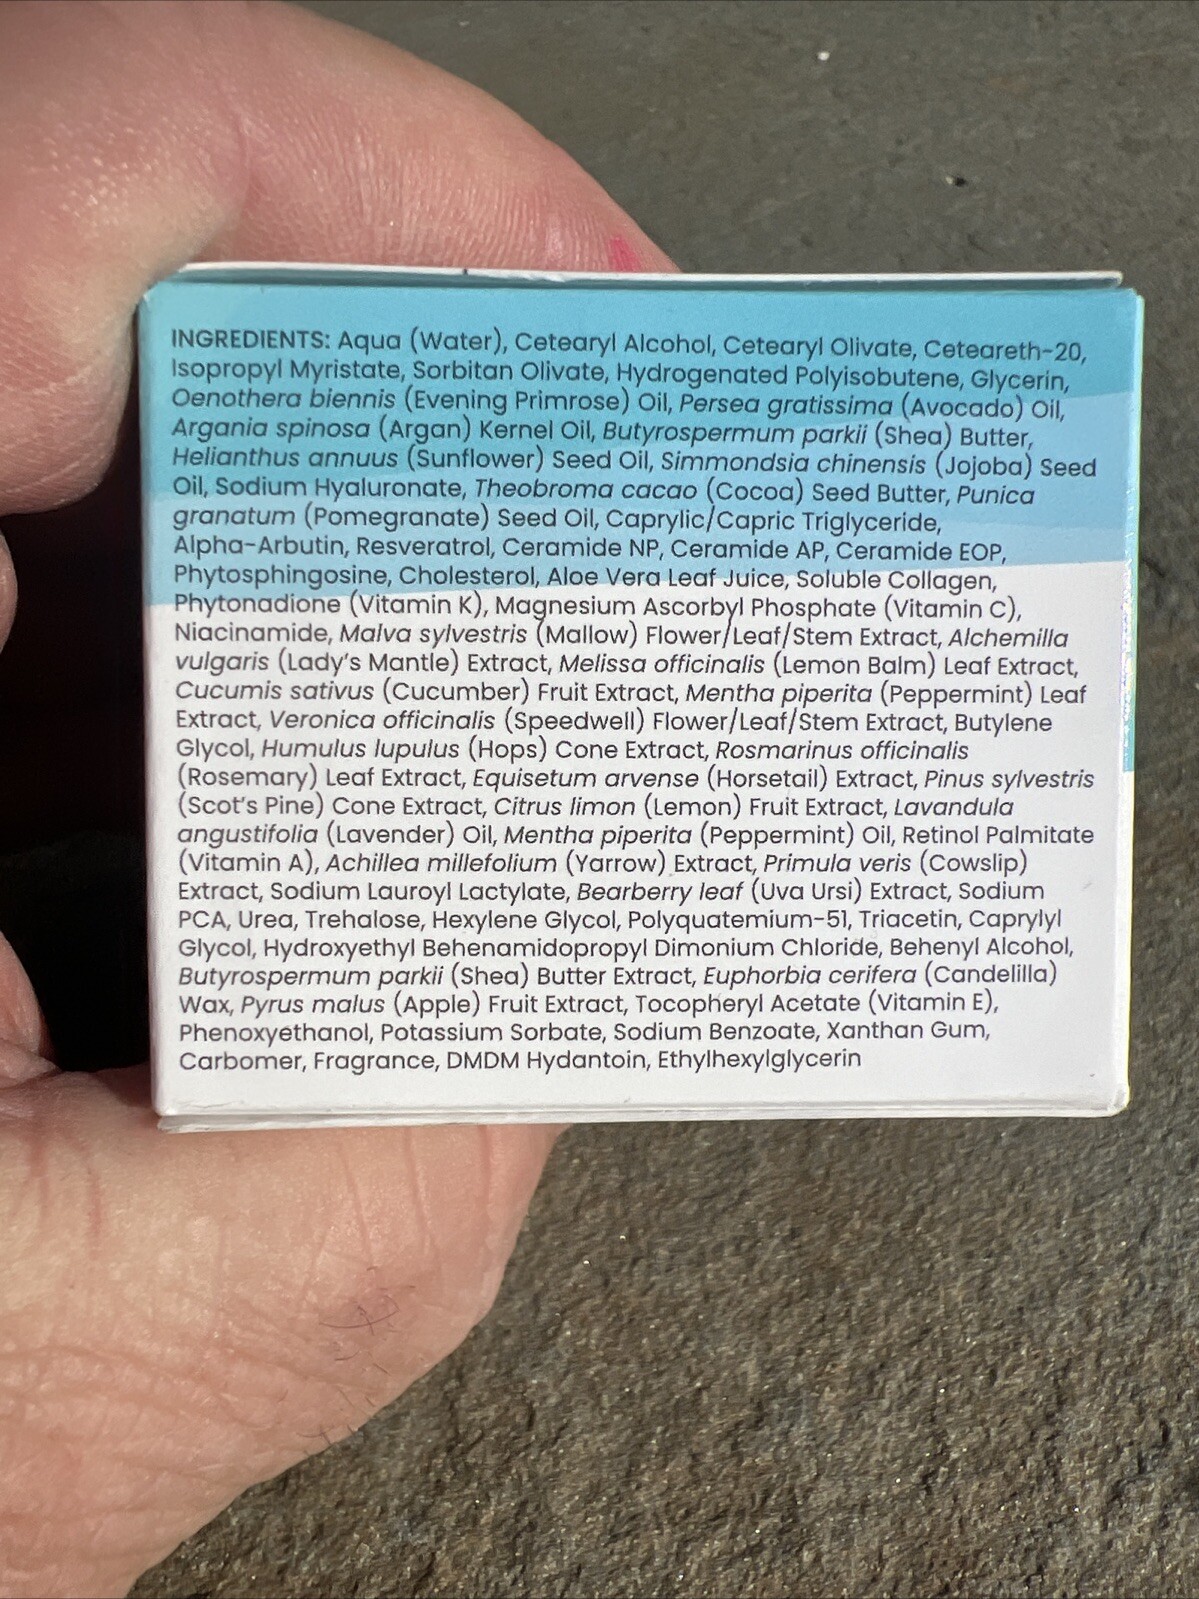 INGREDIENTS: Aqua (Water), Cetearyl Alcohol, Cetearyl Olivate, Ceteareth-20,
Isopropyl Myristate, Sorbitan Olivate, Hydrogenated Polyisobutene, Glycerin,
Oenothera biennis (Evening Primrose) Oil, Persea gratissima (Avocado) Oil,
Argania spinosa (Argan) Kernel Oil, Butyrospermum parkii (Shea) Butter,
Helianthus annuus (Sunflower) Seed Oil, Simmondsia chinensis (Jojoba) Seed
Oil, Sodium Hyaluronate, Theobroma cacao (Cocoa) Seed Butter, Punica
granatum (Pomegranate) Seed Oil, Caprylic/Capric Triglyceride,
Alpha-Arbutin, Resveratrol, Ceramide NP, Ceramide AP, Ceramide EOP,
Phytosphingosine, Cholesterol, Aloe Vera Leaf Juice, Soluble Collagen,
Phytonadione (Vitamin K), Magnesium Ascorbyl Phosphate (Vitamin C),
Niacinamide, Malva sylvestris (Mallow) Flower/Leaf/Stem Extract, Alchemilla
vulgaris (Lady's Mantle) Extract, Melissa officinalis (Lemon Balm) Leaf Extract,
Cucumis sativus (Cucumber) Fruit Extract, Mentha piperita (Peppermint) Leaf
Extract, Veronica officinalis (Speedwell) Flower/Leaf/Stem Extract, Butylene
Glycol, Humulus lupulus (Hops) Cone Extract, Rosmarinus officinalis
(Rosemary) Leaf Extract, Equisetum arvense (Horsetail) Extract, Pinus sylvestris
(Scot's Pine) Cone Extract, Citrus limon (Lemon) Fruit Extract, Lavandula
angustifolia (Lavender) Oil, Mentha piperita (Peppermint) Oil, Retinol Palmitate
(Vitamin A), Achillea millefolium (Yarrow) Extract, Primula veris (Cowslip)
Extract, Sodium Lauroyl Lactylate, Bearberry leaf (Uva Ursi) Extract, Sodium
PCA, Urea, Trehalose, Hexylene Glycol, Polyquatemium-51, Triacetin, Caprylyl
Glycol, Hydroxyethyl Behenamidopropyl Dimonium Chloride, Behenyl Alcohol,
Butyrospermum parkii (Shea) Butter Extract, Euphorbia cerifera (Candelilla)
Wax, Pyrus malus (Apple) Fruit Extract, Tocopheryl Acetate (Vitamin E),
Phenoxyethanol, Potassium Sorbate, Sodium Benzoate, Xanthan Gum,
Carbomer, Fragrance, DMDM Hydantoin, Ethylhexylglycerin